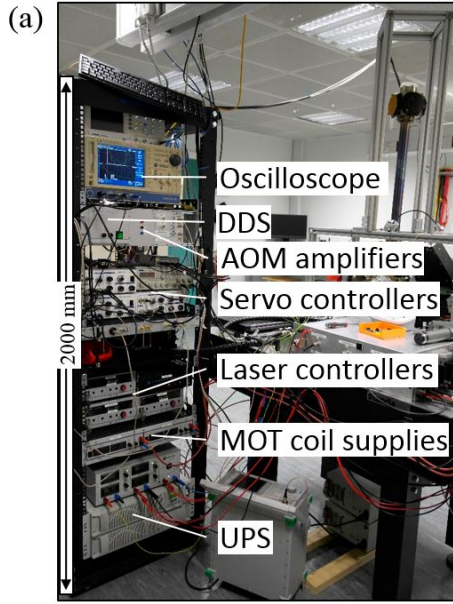 (a)
Oscilloscope
DDS
AOM amplifiers
Servo controllers
2000 mm
Laser controllers
MOT coil supplies
UPS